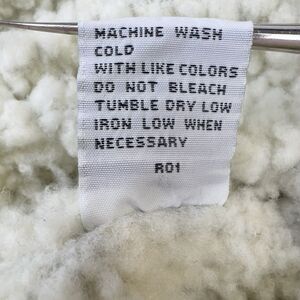 MACHINE WASH
COLD
WITH LIKE COLORS
DO NOT BLEACH
TUMBLE DRY LOW
IRON LOW WHEN
NECESSARY
R01